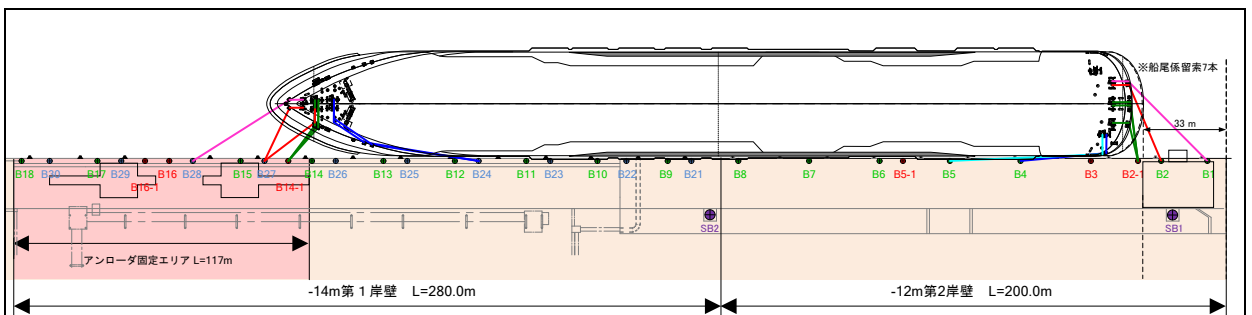 ※船尾係留索7本
33 m
B18
B30
B17
B29
B16-1
B16
B28
B15
B27
B14-1
B14
B26
B13
B25
B12
B24
B11
B23
B10
B22
B9
B21
B8
B7
B6
B5-1
B5
B4
B3
B2-1
B2
B1
SB2
SB1
アンローダ固定エリア L=117m
-14m第1岸壁 L=280.0m
-12m第2岸壁 L=200.0m